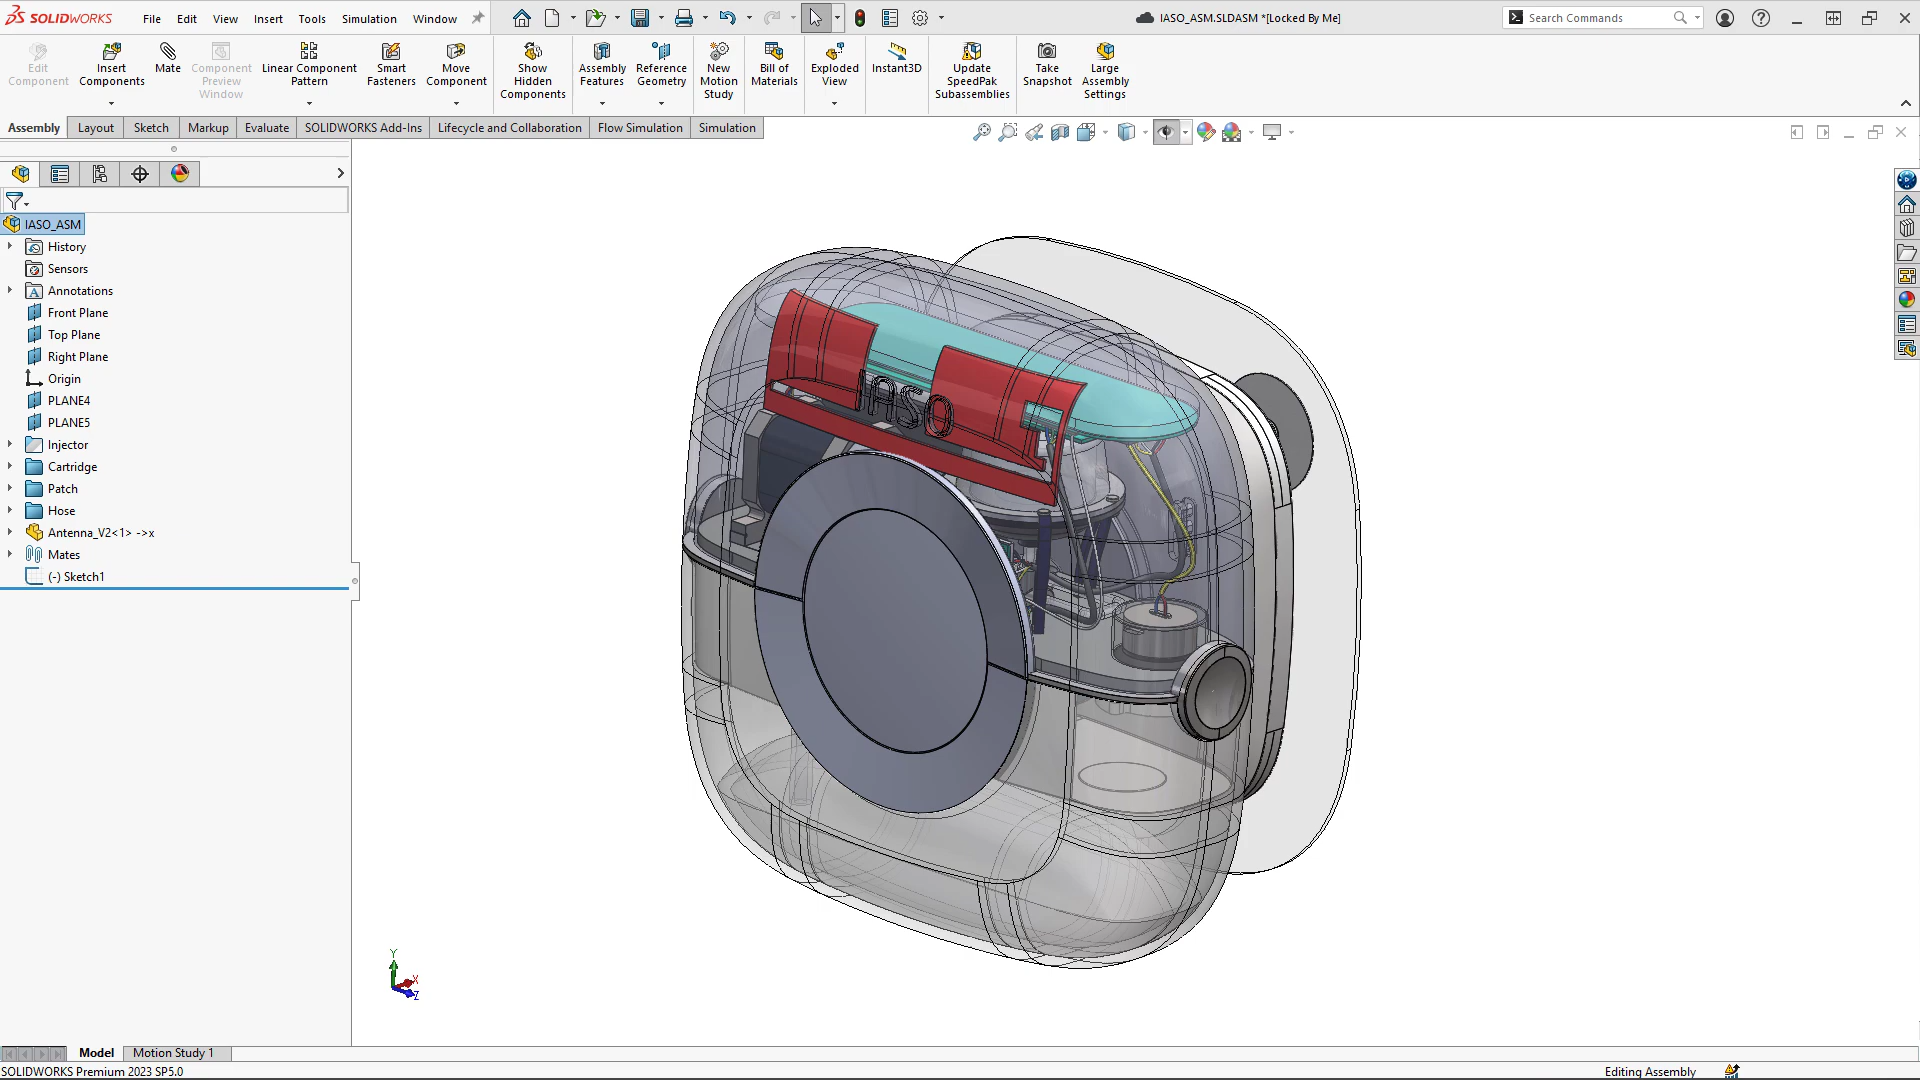 SOLIDWORKS File Edit View Insert Tools Simulation Window IASO_ASM.SLDASM *[Locked By Me] Search Commands
Edit Component
Insert Components
Mate
Component Preview Window
Linear Component Pattern
Smart Fasteners
Move Component
Show Hidden Components
Assembly Features
Reference Geometry
New Motion Study
Bill of Materials
Exploded View
Instant3D
Update SpeedPak Subassemblies
Take Snapshot
Large Assembly Settings
Assembly Layout Sketch Markup Evaluate SOLIDWORKS Add-Ins Lifecycle and Collaboration Flow Simulation Simulation
IASO_ASM
History
Sensors
Annotations
Front Plane
Top Plane
Right Plane
Origin
PLANE4
PLANE5
Injector
Cartridge
Patch
Hose
Antenna_V2<1> ->x
Mates
(-) Sketch1
IASO
Y
X
Z
Model Motion Study 1
SOLIDWORKS Premium 2023 SP5.0 Editing Assembly